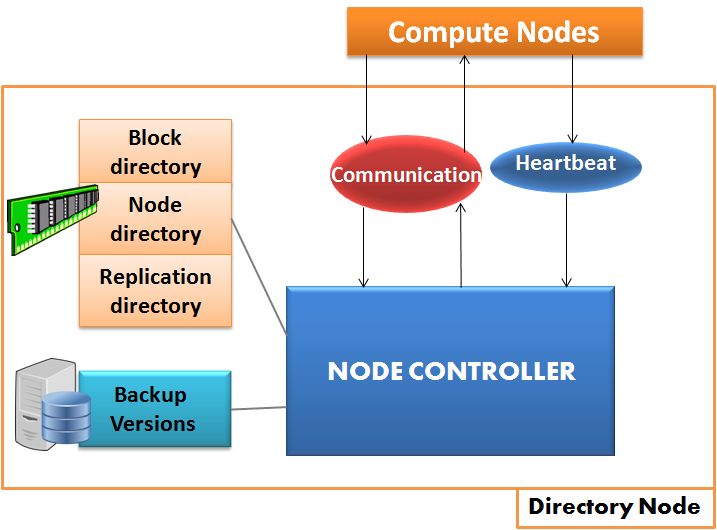 Compute Nodes
Block
directory
Node
directory
Replication
directory
Communication
Heartbeat
NODE CONTROLLER
Backup
Versions
Directory Node